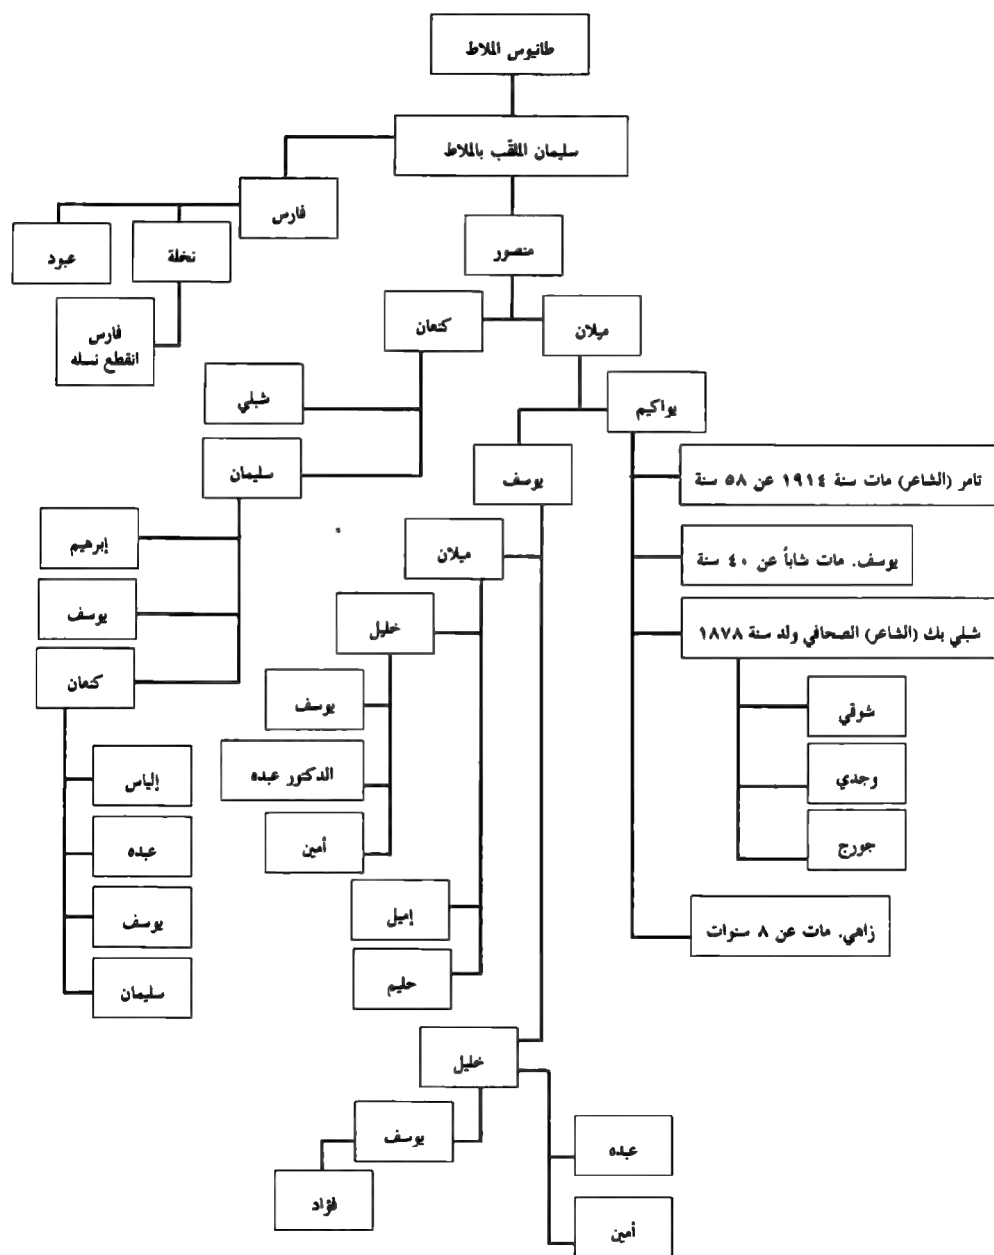 طانيوس الملاط
سليمان الملقّب بالملاط
فارس
نخلة
عبود
فارس
انقطع نسله
منصور
ميلان
كنعان
شبلي
سليمان
إبرهيم
يوسف
كنعان
إلياس
عبده
يوسف
سليمان
يواكيم
يوسف
تامر (الشاعر) مات سنة ١٩١٤ عن ٥٨ سنة
يوسف. مات شاباً عن ٤٠ سنة
شبلي بك (الشاعر) الصحافي ولد سنة ١٨٧٨
شوقي
وجدي
جورج
زاهي. مات عن ٨ سنوات
ميلان
خليل
يوسف
الدكتور عبده
أمين
إميل
حليم
خليل
يوسف
فؤاد
عبده
أمين